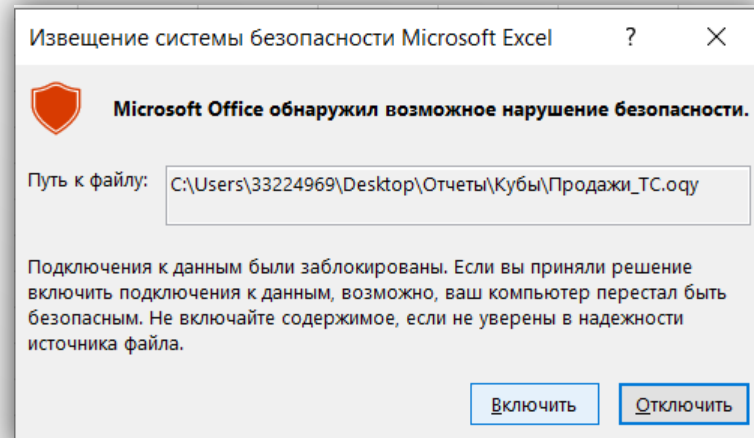 Извещение системы безопасности Microsoft Excel ?
Microsoft Office обнаружил возможное нарушение безопасности.
Путь к файлу: C:\Users\33224969\Desktop\Отчеты\Кубы\Продажи_ТС.oqy
Подключения к данным были заблокированы. Если вы приняли решение
включить подключения к данным, возможно, ваш компьютер перестал быть
безопасным. Не включайте содержимое, если не уверены в надежности
источника файла.
Включить Отключить